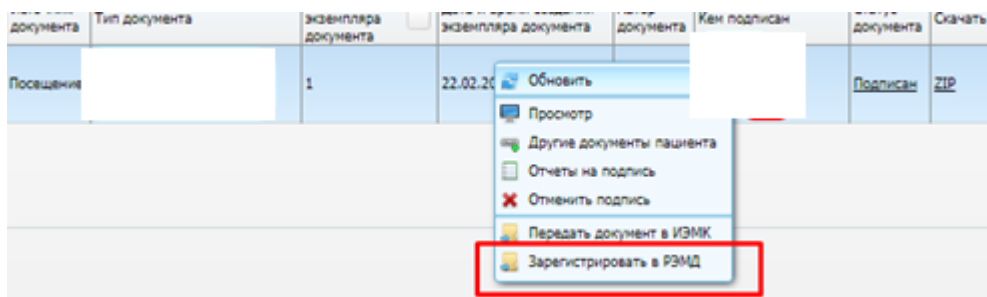 документа
Тип документа
экземпляра
документа
экземпляра документа
документа
Кем подписан
документа
Скачать
Посещение
1
22.02.20
Подписан
ZIP
Обновить
Просмотр
Другие документы пациента
Отчеты на подпись
Отменить подпись
Передать документ в ИЭМК
Зарегистрировать в РЭМД